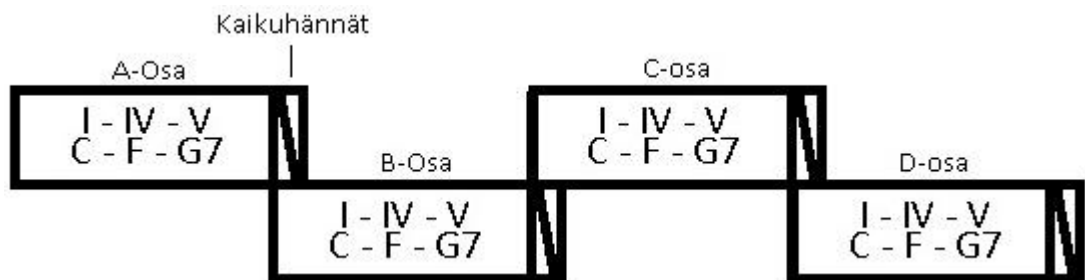 Kaikuhännät
A-Osa
I - IV - V
C - F - G7
B-Osa
I - IV - V
C - F - G7
C-osa
I - IV - V
C - F - G7
D-osa
I - IV - V
C - F - G7